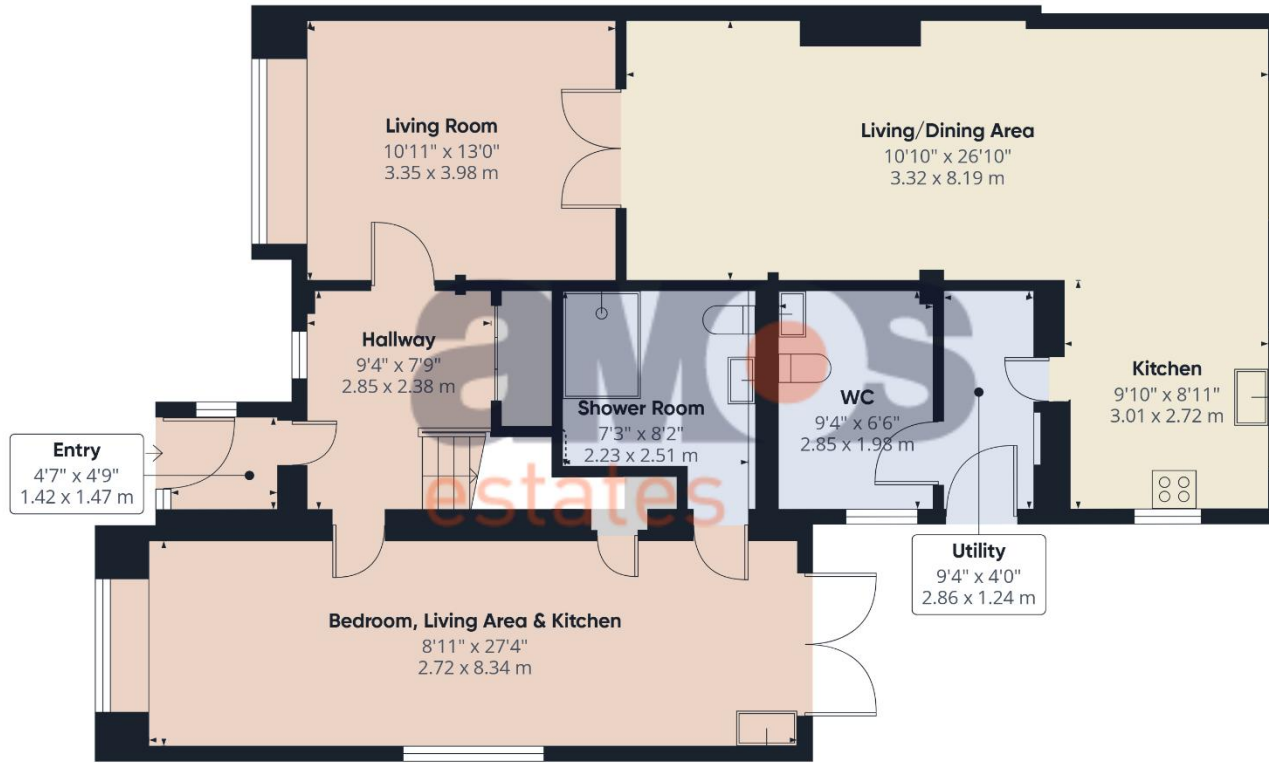 Living Room
10'11" x 13'0"
3.35 x 3.98 m
Living/Dining Area
10'10" x 26'10"
3.32 x 8.19 m
Hallway
9'4" x 7'9"
2.85 x 2.38 m
Shower Room
7'3" x 8'2"
2.23 x 2.51 m
WC
9'4" x 6'6"
2.85 x 1.98 m
Kitchen
9'10" x 8'11"
3.01 x 2.72 m
Entry
4'7" x 4'9"
1.42 x 1.47 m
Utility
9'4" x 4'0"
2.86 x 1.24 m
Bedroom, Living Area & Kitchen
8'11" x 27'4"
2.72 x 8.34 m
aMos
estates